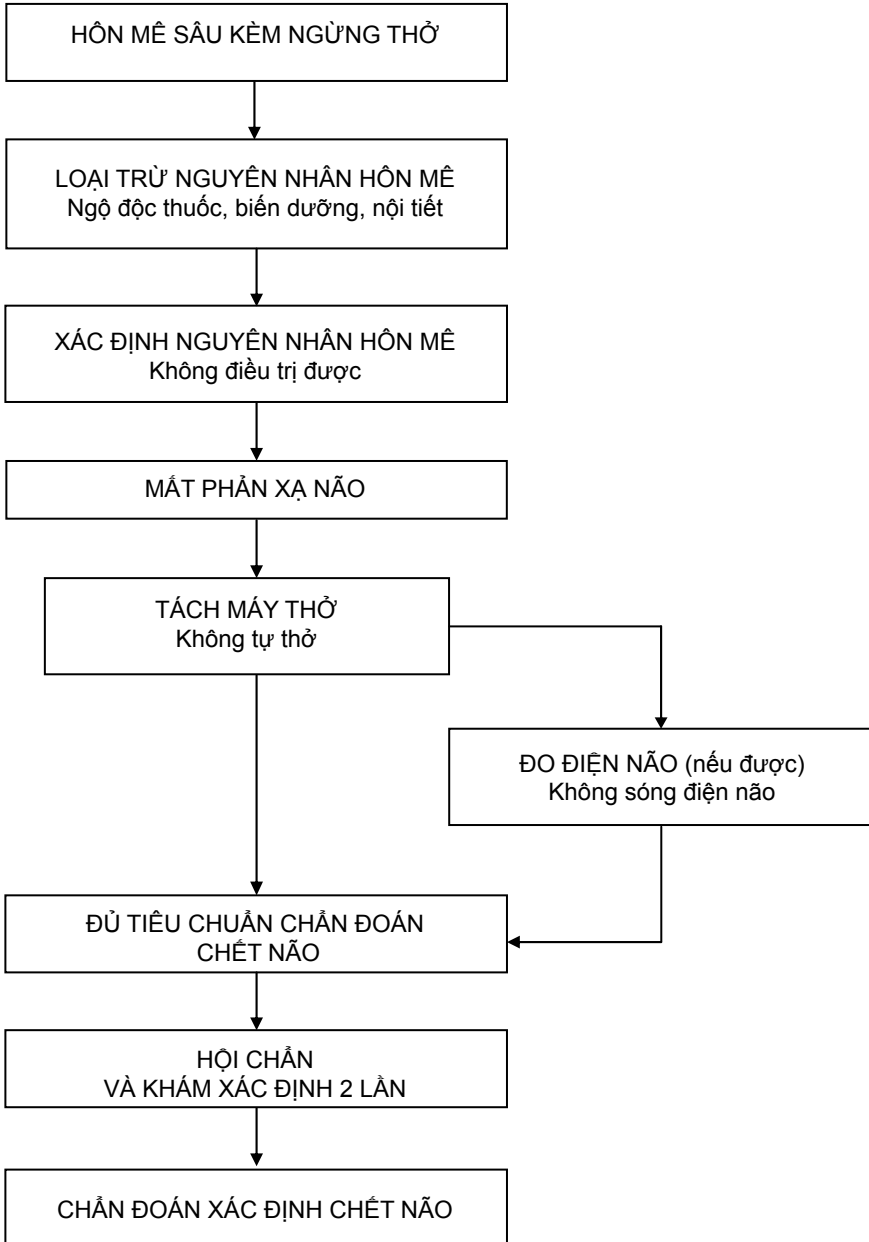 HÔN MÊ SÂU KÈM NGỪNG THỞ
LOẠI TRỪ NGUYÊN NHÂN HÔN MÊ
Ngộ độc thuốc, biến dưỡng, nội tiết
XÁC ĐỊNH NGUYÊN NHÂN HÔN MÊ
Không điều trị được
MẤT PHẢN XẠ NÃO
TÁCH MÁY THỞ
Không tự thở
ĐO ĐIỆN NÃO (nếu được)
Không sóng điện não
ĐỦ TIÊU CHUẨN CHẨN ĐOÁN
CHẾT NÃO
HỘI CHẨN
VÀ KHÁM XÁC ĐỊNH 2 LẦN
CHẨN ĐOÁN XÁC ĐỊNH CHẾT NÃO